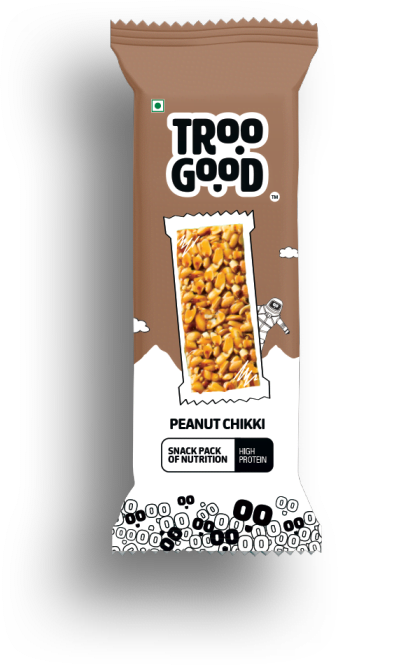 TROO
GOOD
TM
PEANUT CHIKKI
SNACK PACK
OF NUTRITION
HIGH
PROTEIN